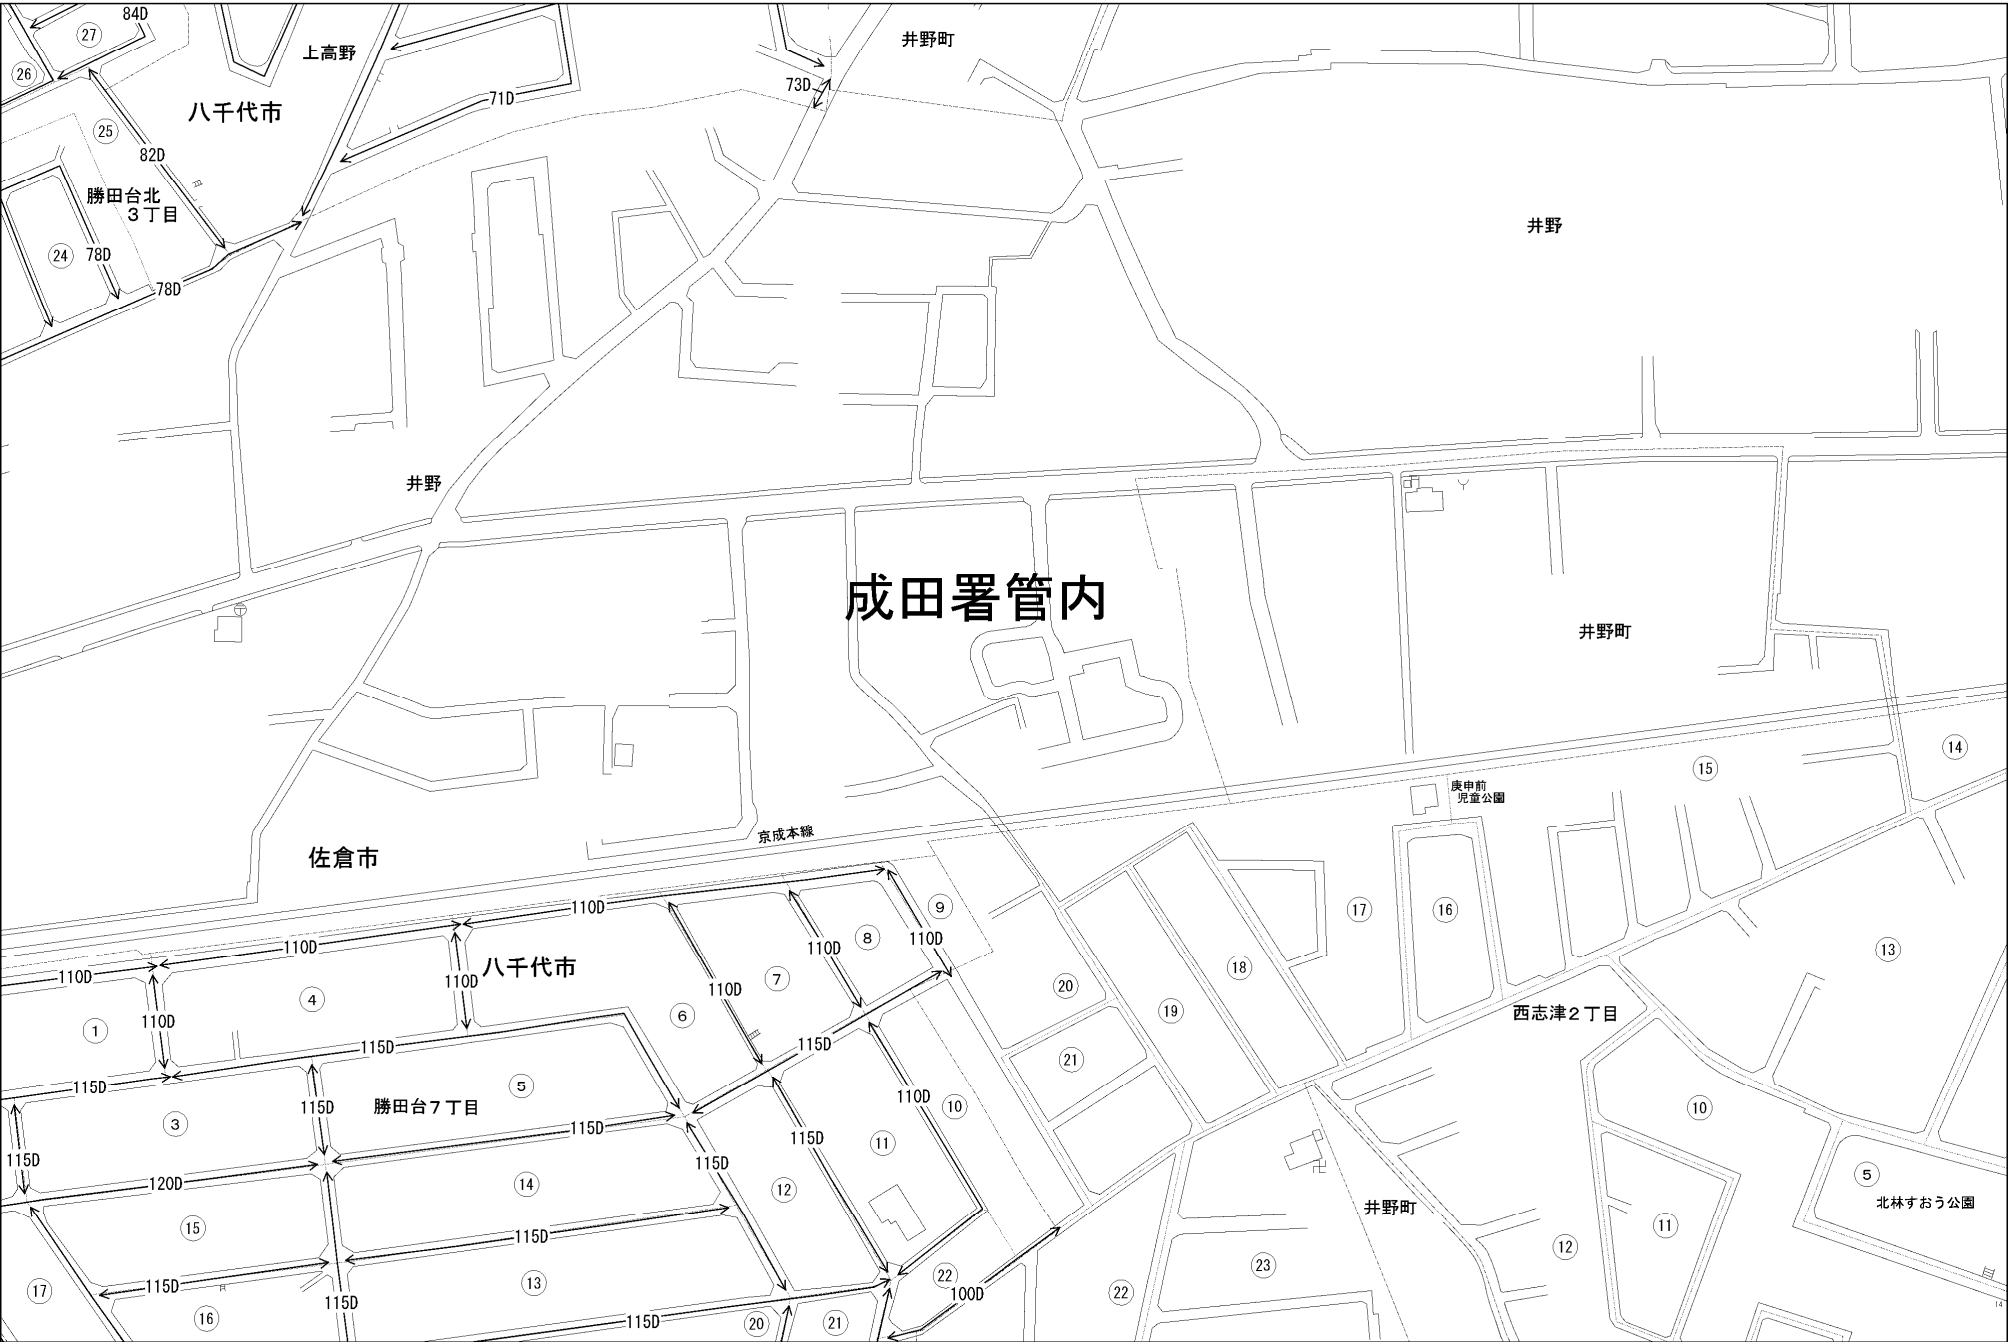 84D
27
26
上高野
井野町
73D
71D
八千代市
25
82D
勝田台北
3丁目
24
78D
78D
井野
井野
成田署管内
井野町
佐倉市
京成本線
庚申前
児童公園
15
14
110D
110D
110D
110D
110D
110D
110D
110D
110D
八千代市
9
8
7
6
4
1
17
16
13
18
20
19
21
西志津2丁目
115D
115D
115D
5
勝田台7丁目
3
115D
115D
115D
120D
115D
115D
110D
10
11
12
14
15
115D
115D
115D
13
17
16
115D
20
21
22
100D
22
23
井野町
12
11
10
5
北林すおう公園
14